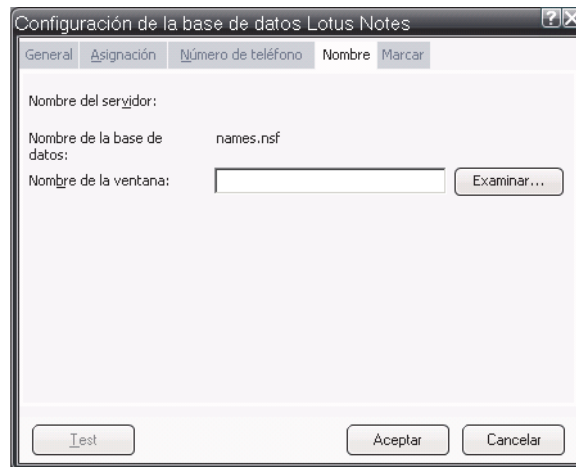 Configuración de la base de datos Lotus Notes
General Asignación Número de teléfono Nombre Marcar
Nombre del servidor:
Nombre de la base de datos: names.nsf
Nombre de la ventana: Examinar...
Test Aceptar Cancelar